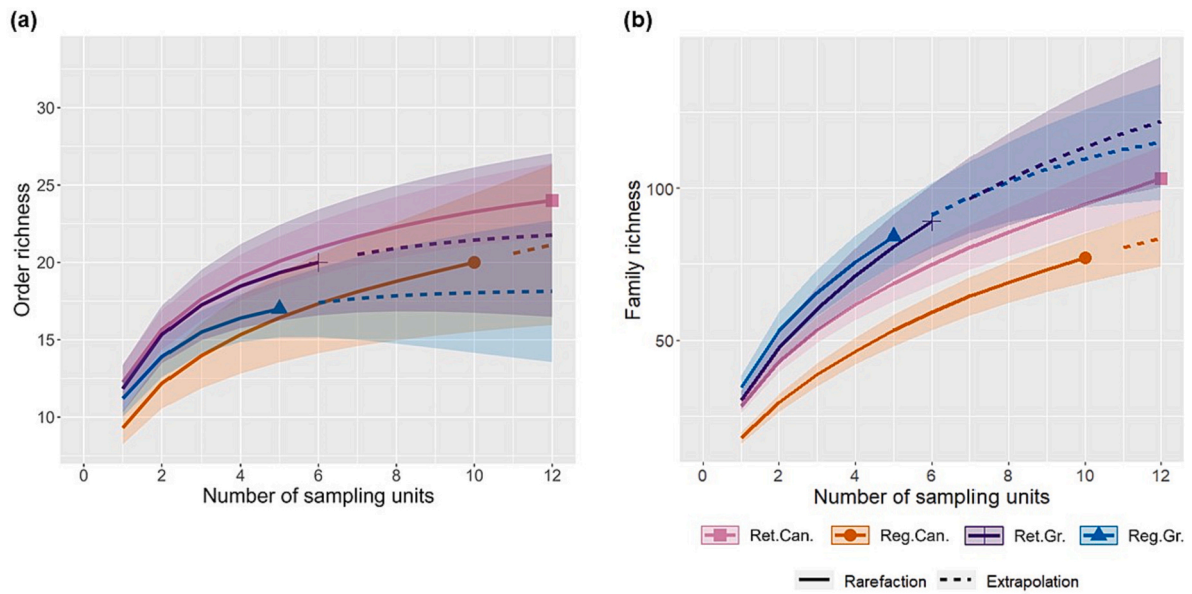 (a)
Order richness
30
25
20
15
10
0 2 4 6 8 10 12
Number of sampling units
(b)
Family richness
100
50
0 2 4 6 8 10 12
Number of sampling units
Ret.Can. Reg.Can. Ret.Gr. Reg.Gr.
Rarefaction Extrapolation